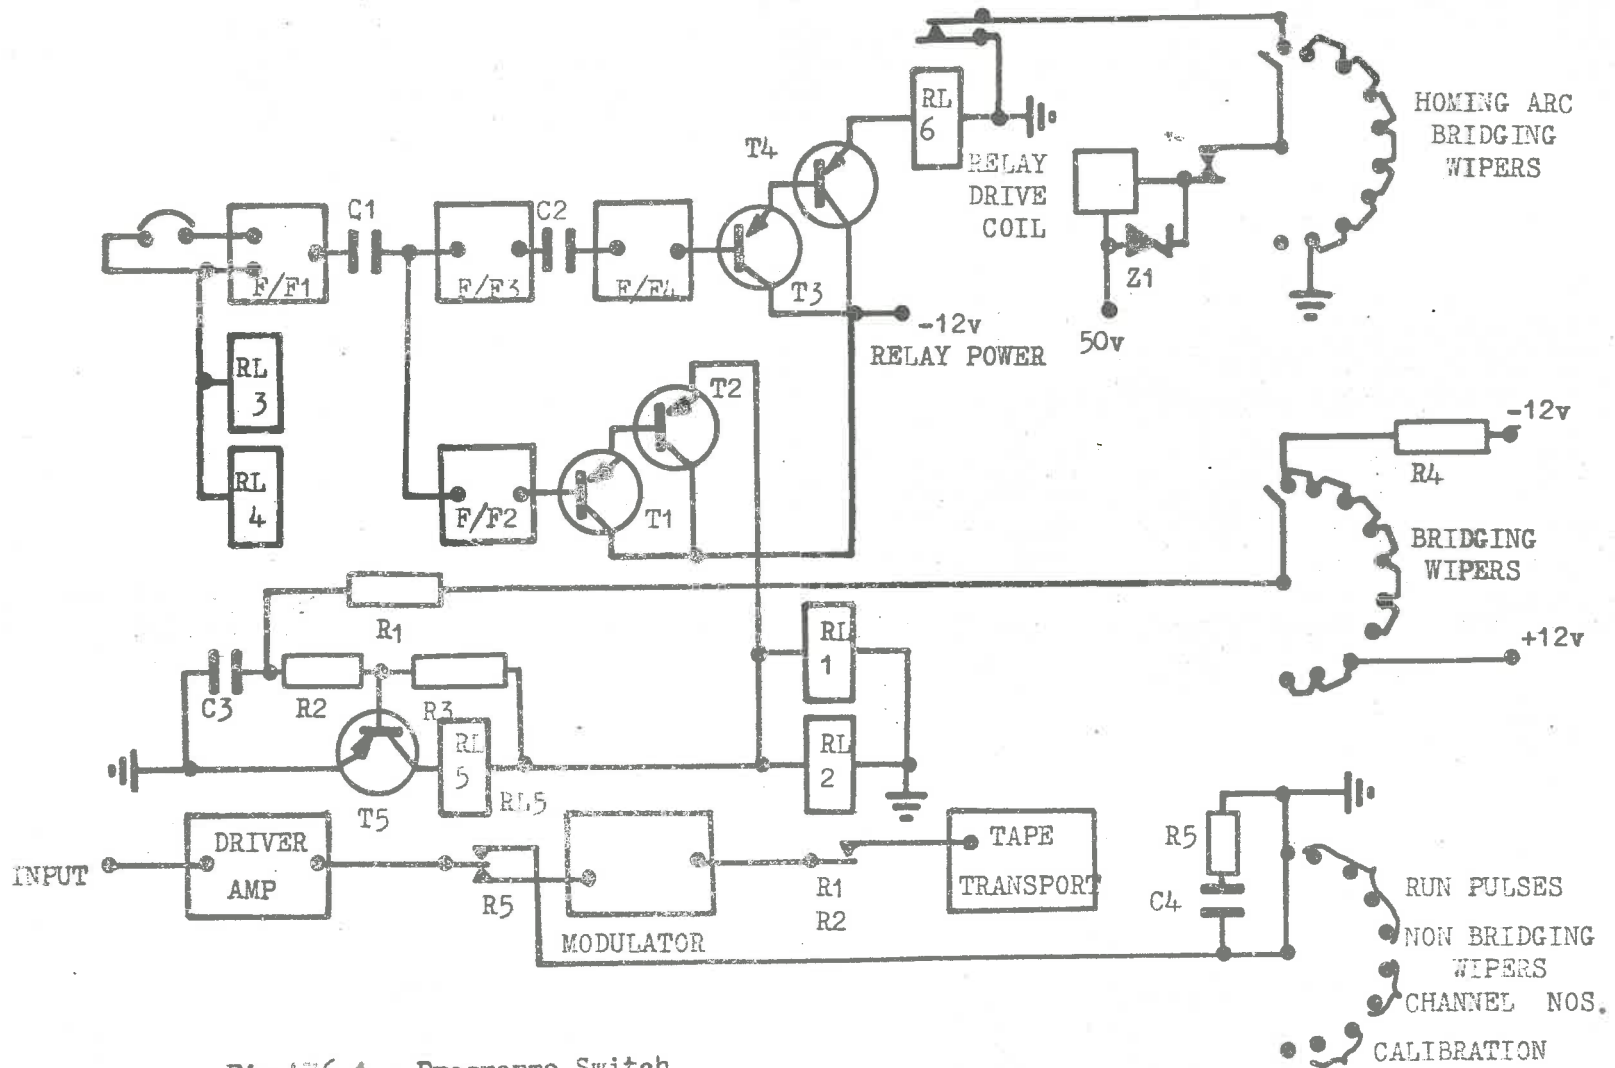 HOMING ARC
BRIDGING
WIPERS
RL
6
T4
RELAY
DRIVE
COIL
C1
C2
F/F1
F/F3
F/F4
T3
Z1
50v
-12v
RELAY POWER
RL
3
T2
RL
4
F/F2
T1
-12v
R4
BRIDGING
WIPERS
+12v
R1
RL
1
C3
R2
R3
RL
5
RL5
T5
RL
2
INPUT
DRIVER
AMP
R5
MODULATOR
R1
R2
TAPE
TRANSPORT
R5
C4
RUN PULSES
NON BRIDGING
WIPERS
CHANNEL NOS.
CALIBRATION
Programme Switch